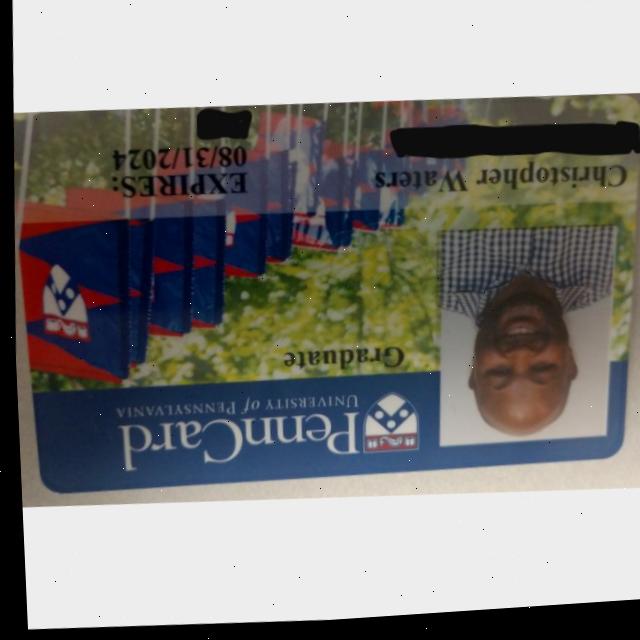 PennCard
UNIVERSITY of PENNSYLVANIA
Graduate
Christopher Waters
EXPIRES:
08/31/2024